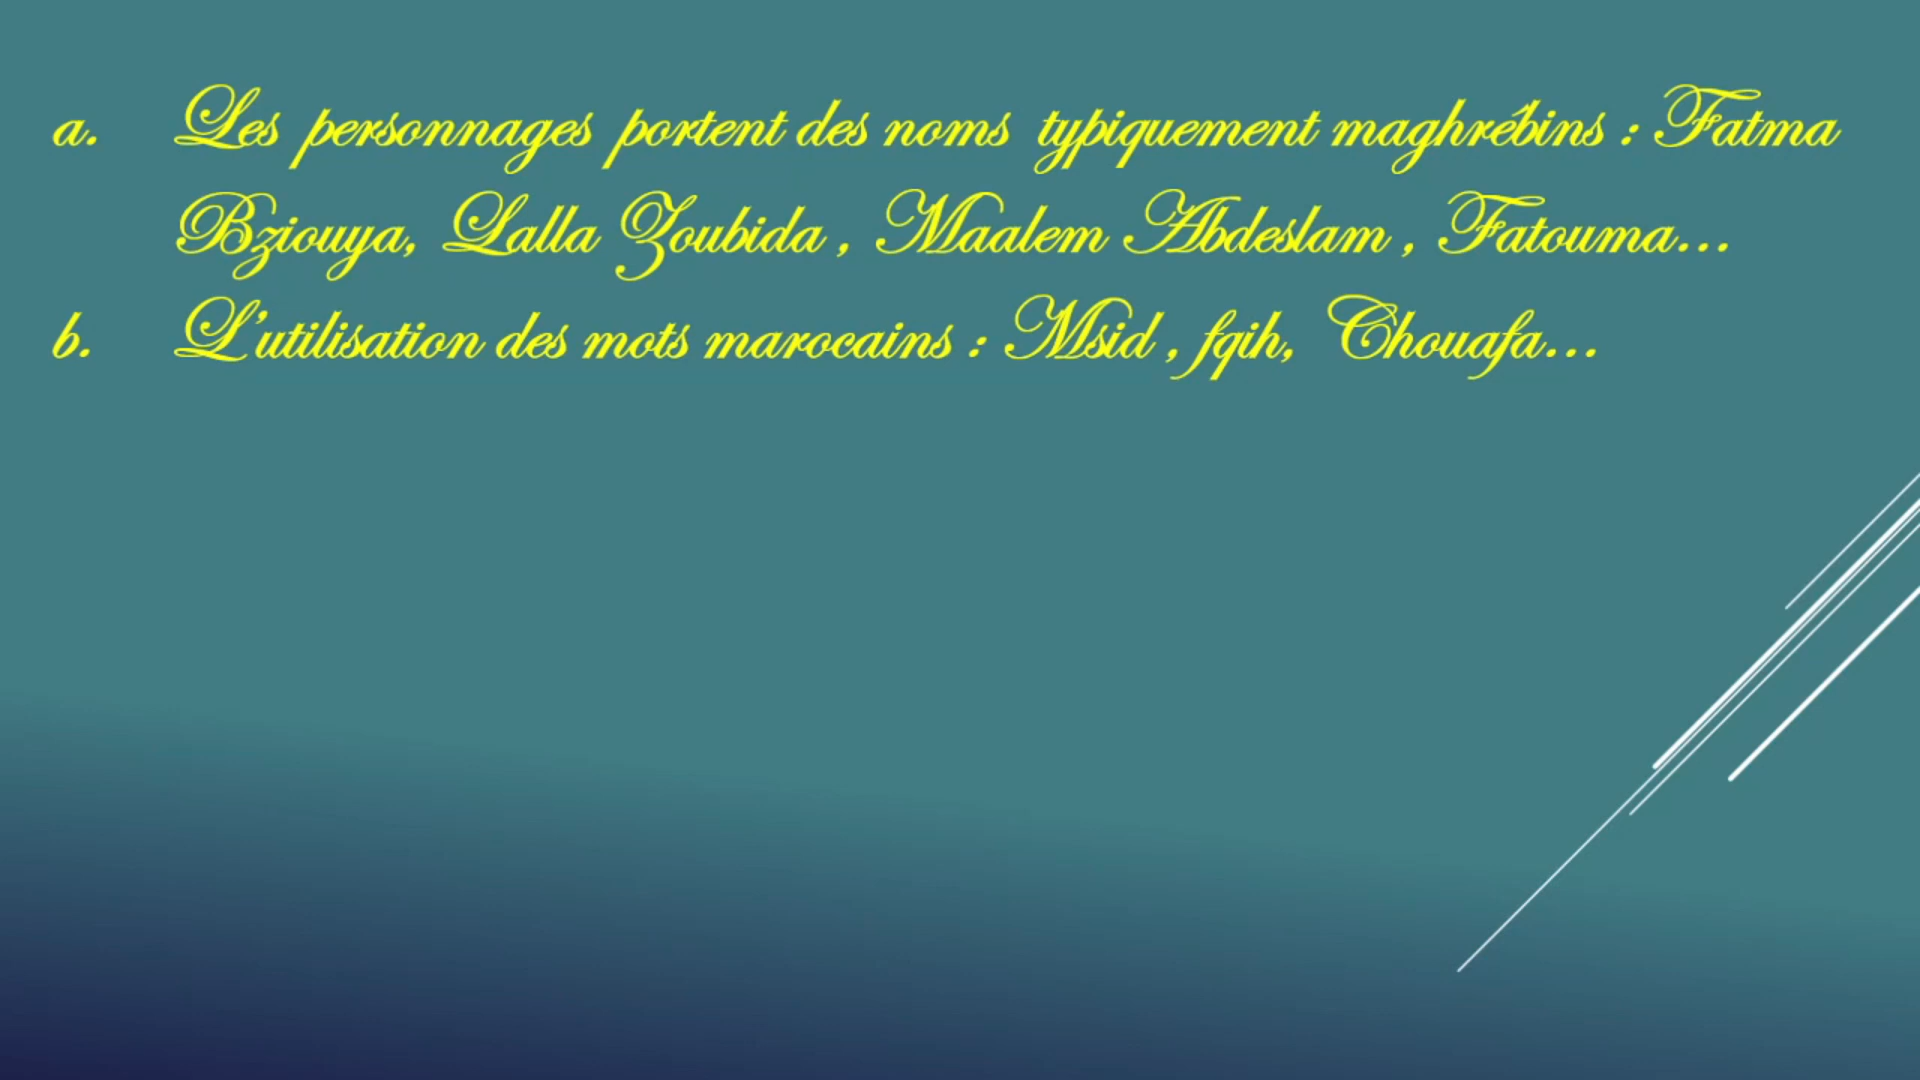 a. Les personnages portent des noms typiquement maghrébins : Fatma
Bziouya, Lalla Zoubida , Maalem Abdeslam , Fatouma...
b. L'utilisation des mots marocains : Msid , fqih, Chouafa...